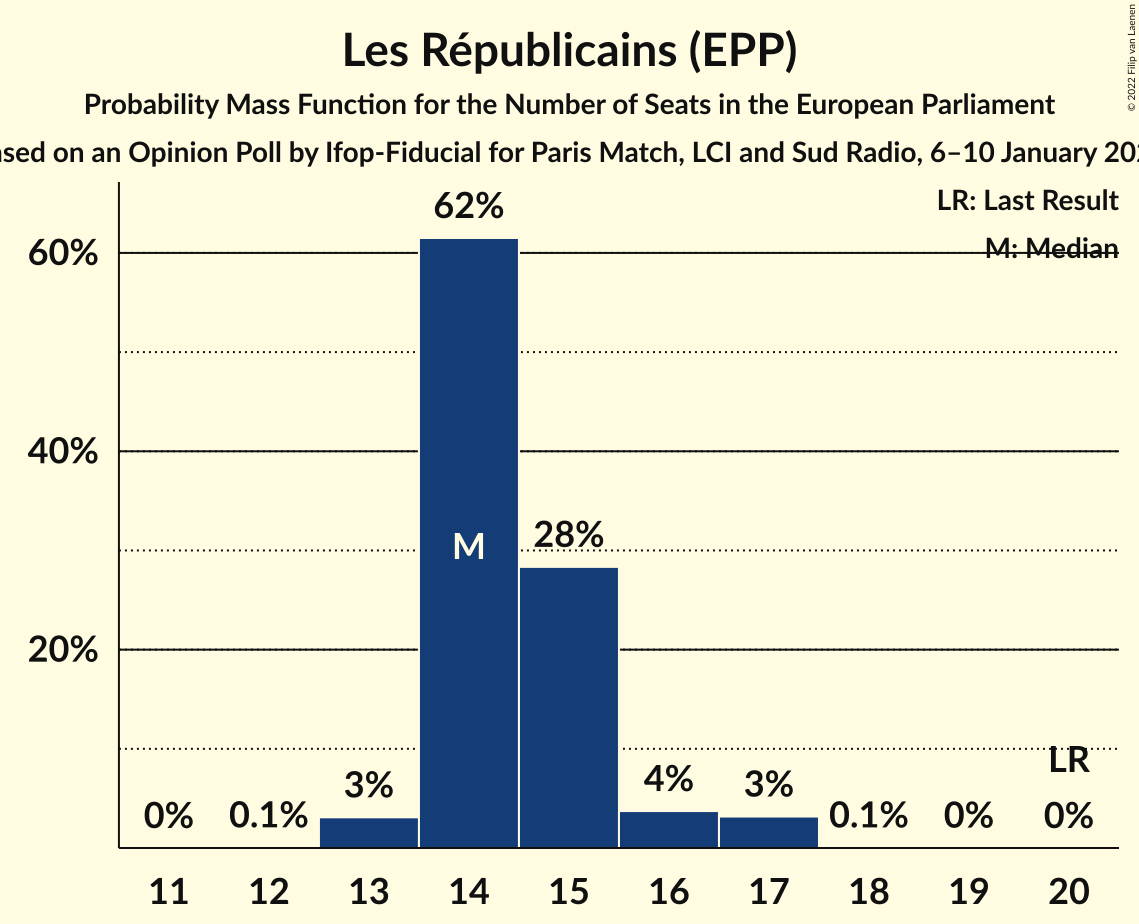 Les Républicains (EPP)
Probability Mass Function for the Number of Seats in the European Parliament
on an Opinion Poll by Ifop-Fiducial for Paris Match, LCI and Sud Radio, 6–10 January
© 2022 Filip van Laenen
LR: Last Result
M: Median
62%
60%
40%
28%
M
20%
LR
0% 0.1% 3% 4% 3% 0.1% 0% 0%
11 12 13 14 15 16 17 18 19 20